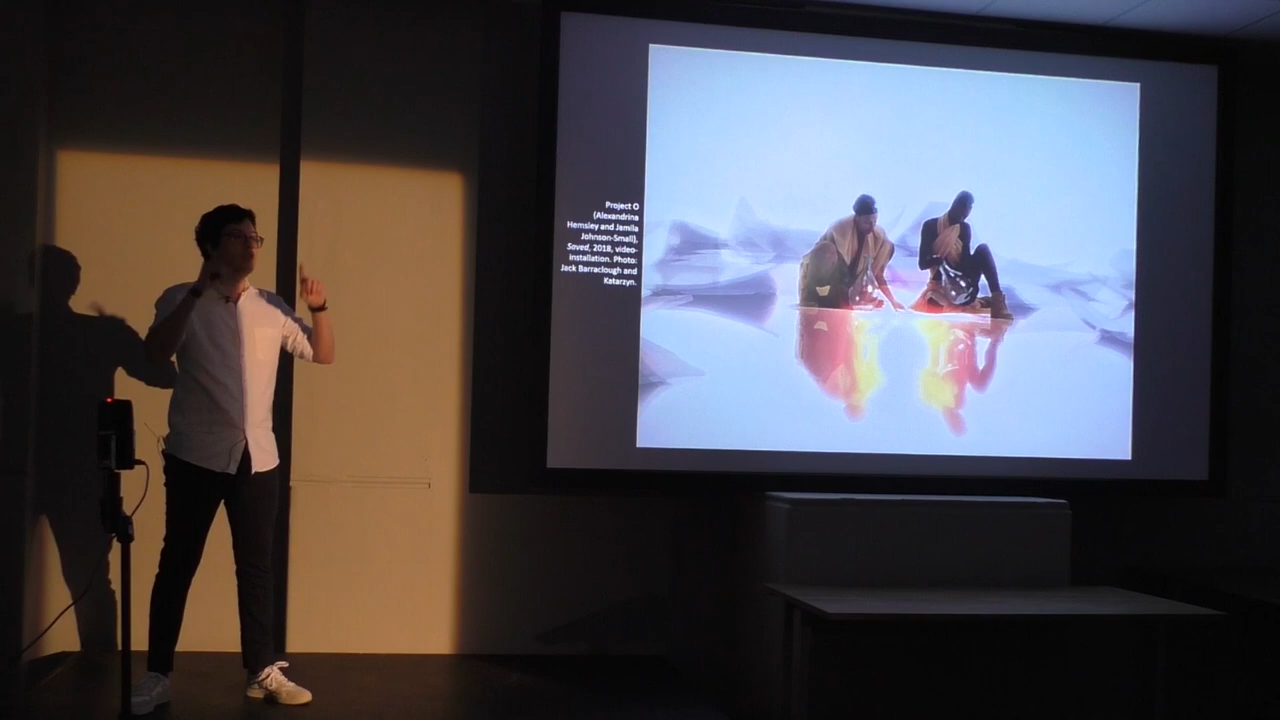 Project O
(Alexandrina
Hemsley and Jamila
Johnson-Small),
Saved, 2018, video-
installation. Photo:
Jack Barraclough and
Katarzyn.